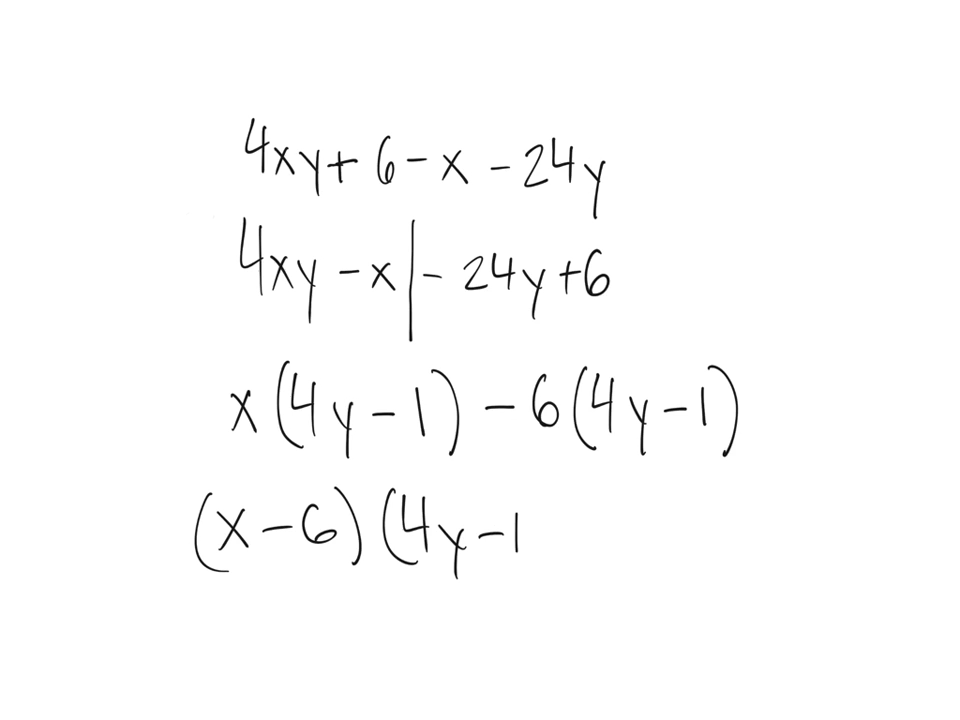 4xy + 6 - x - 24y
4xy - x | - 24y + 6
x(4y - 1) - 6(4y - 1)
(x - 6)(4y - 1